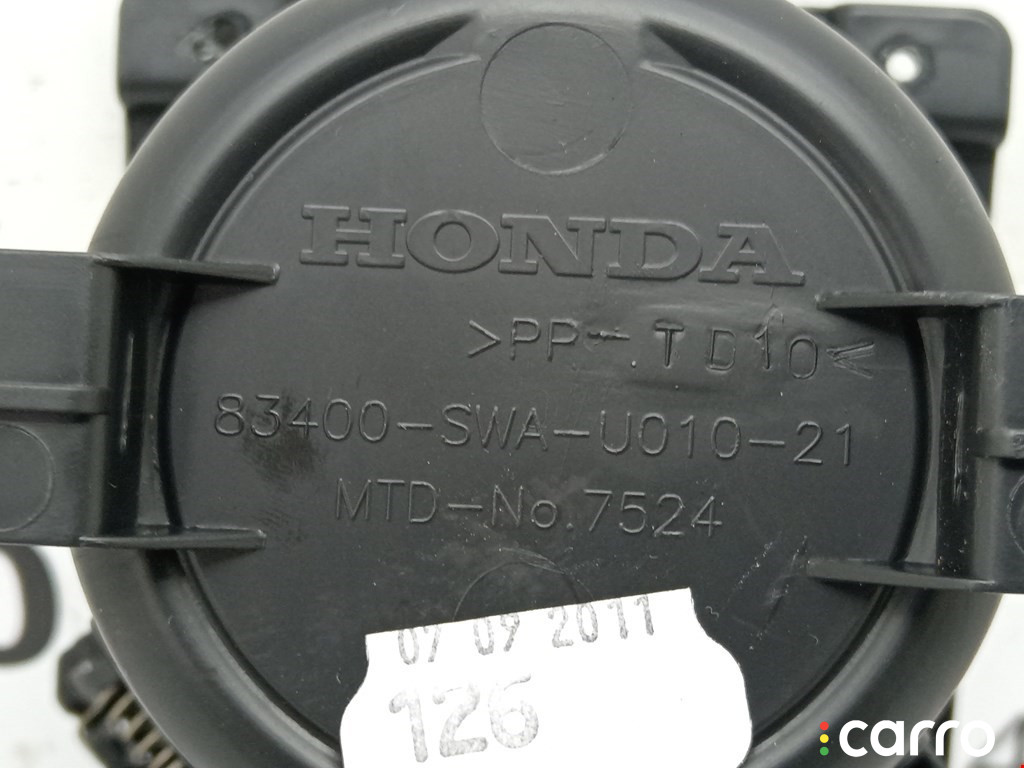 HONDA
>PP-TD10<
83400-SWA-U010-21
MTD-No.7524
07 09 2011
126
carro